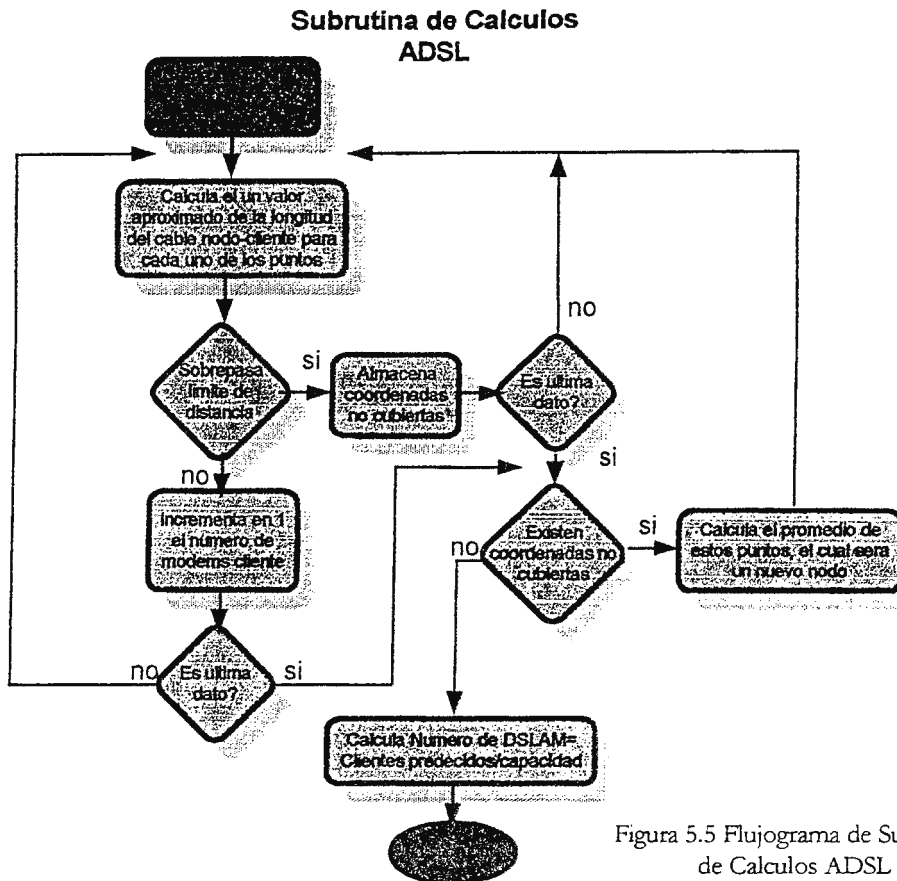 Subrutina de Calculos
ADSL
Calcula el un valor
aproximado de la longitud
del cable nodo-cliente para
cada uno de los puntos
Sobrepasa
limite de
distancia
si
Almacena
coordenadas
no cubiertas
Es ultima
dato?
no
si
no
Incrementa en 1
el número de
modems cliente
Existen
coordenadas no
cubiertas
si
Calcula el promedio de
estos puntos, el cual sera
un nuevo nodo
no
Es ultima
dato?
no
si
Calcula Numero de DSLAM=
Clientes predecidos/capacidad
Figura 5.5 Flujograma de Su
de Calculos ADSL